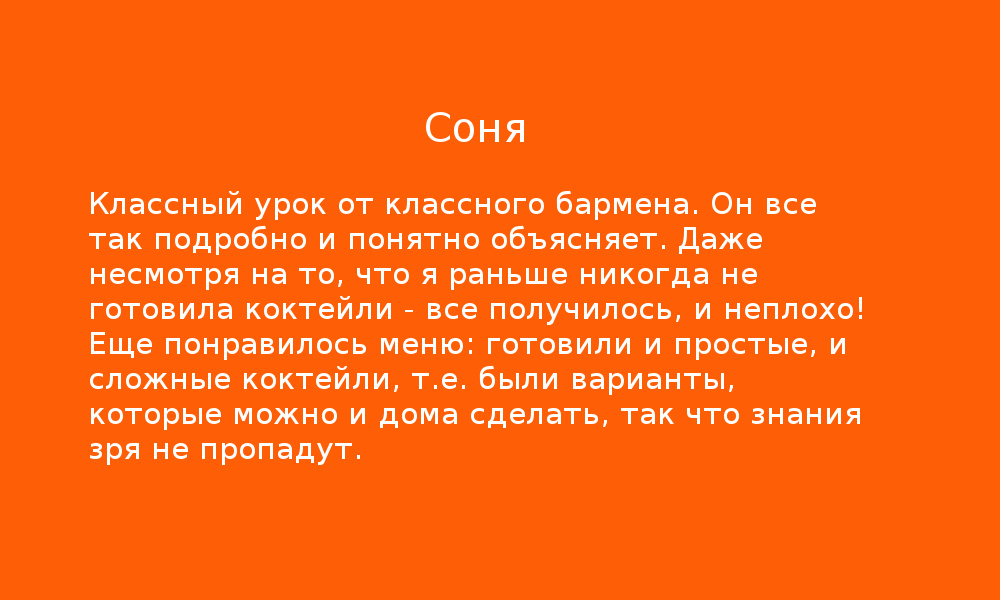 Соня
Классный урок от классного бармена. Он все
так подробно и понятно объясняет. Даже
несмотря на то, что я раньше никогда не
готовила коктейли - все получилось, и неплохо!
Еще понравилось меню: готовили и простые, и
сложные коктейли, т.е. были варианты,
которые можно и дома сделать, так что знания
зря не пропадут.